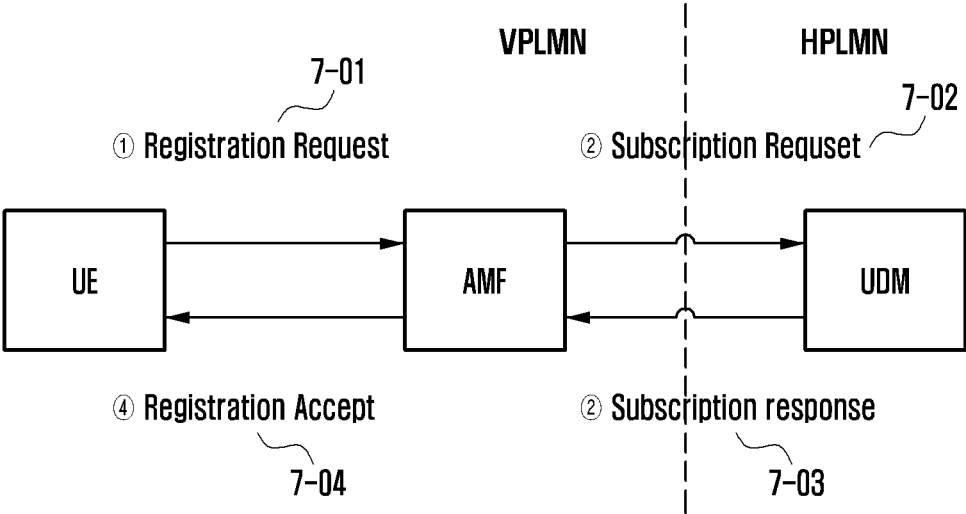 VPLMN
HPLMN
7-01
7-02
① Registration Request
② Subscription Requset
UE
AMF
UDM
④ Registration Accept
② Subscription response
7-04
7-03